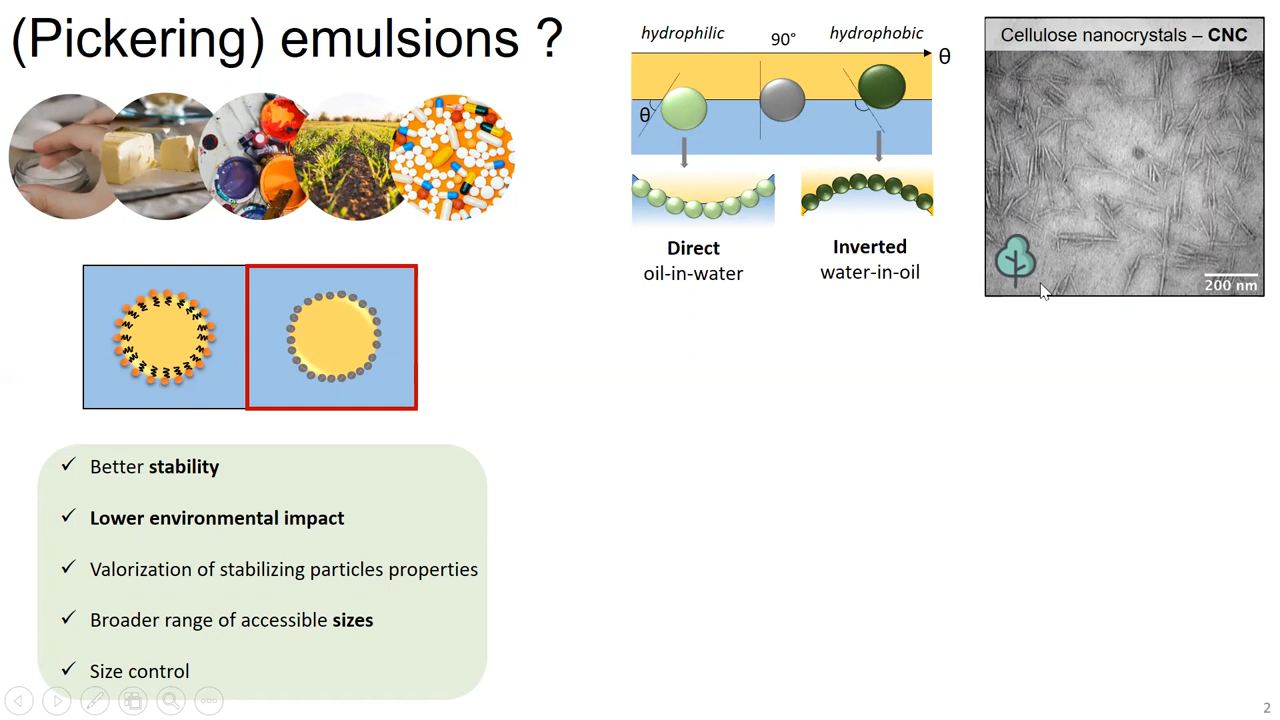 (Pickering) emulsions ?
hydrophilic
90°
hydrophobic
θ
θ
Direct
oil-in-water
Inverted
water-in-oil
Cellulose nanocrystals – CNC
200 nm
✓ Better stability
✓ Lower environmental impact
✓ Valorization of stabilizing particles properties
✓ Broader range of accessible sizes
✓ Size control
2